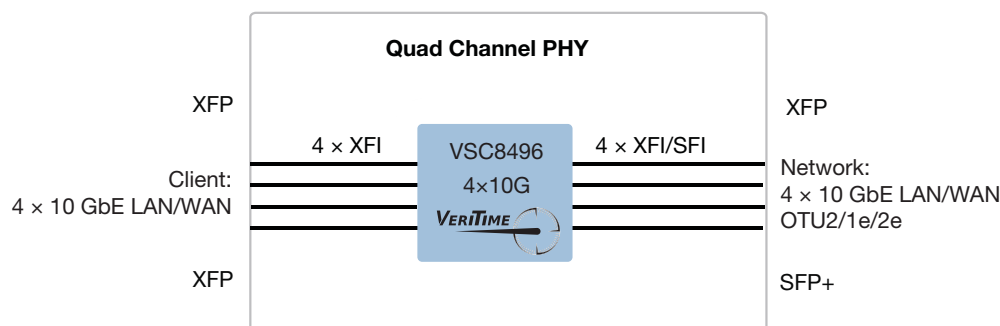 Quad Channel PHY
XFP
XFP
4 × XFI
VSC8496
4 × XFI/SFI
4×10G
Client:
4 × 10 GbE LAN/WAN
Network:
4 × 10 GbE LAN/WAN
OTU2/1e/2e
VERITIME
XFP
SFP+